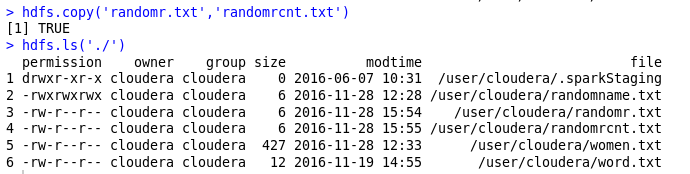 > hdfs.copy('randomr.txt','randomrcnt.txt')
[1] TRUE
> hdfs.ls('./')
  permission    owner    group size          modtime                          file
1 drwxr-xr-x cloudera cloudera    0 2016-06-07 10:31   /user/cloudera/.sparkStaging
2 -rwxrwxrwx cloudera cloudera    6 2016-11-28 12:28 /user/cloudera/randomname.txt
3 -rw-r--r-- cloudera cloudera    6 2016-11-28 15:54    /user/cloudera/randomr.txt
4 -rw-r--r-- cloudera cloudera    6 2016-11-28 15:55 /user/cloudera/randomrcnt.txt
5 -rw-r--r-- cloudera cloudera  427 2016-11-28 12:33      /user/cloudera/women.txt
6 -rw-r--r-- cloudera cloudera   12 2016-11-19 14:55       /user/cloudera/word.txt